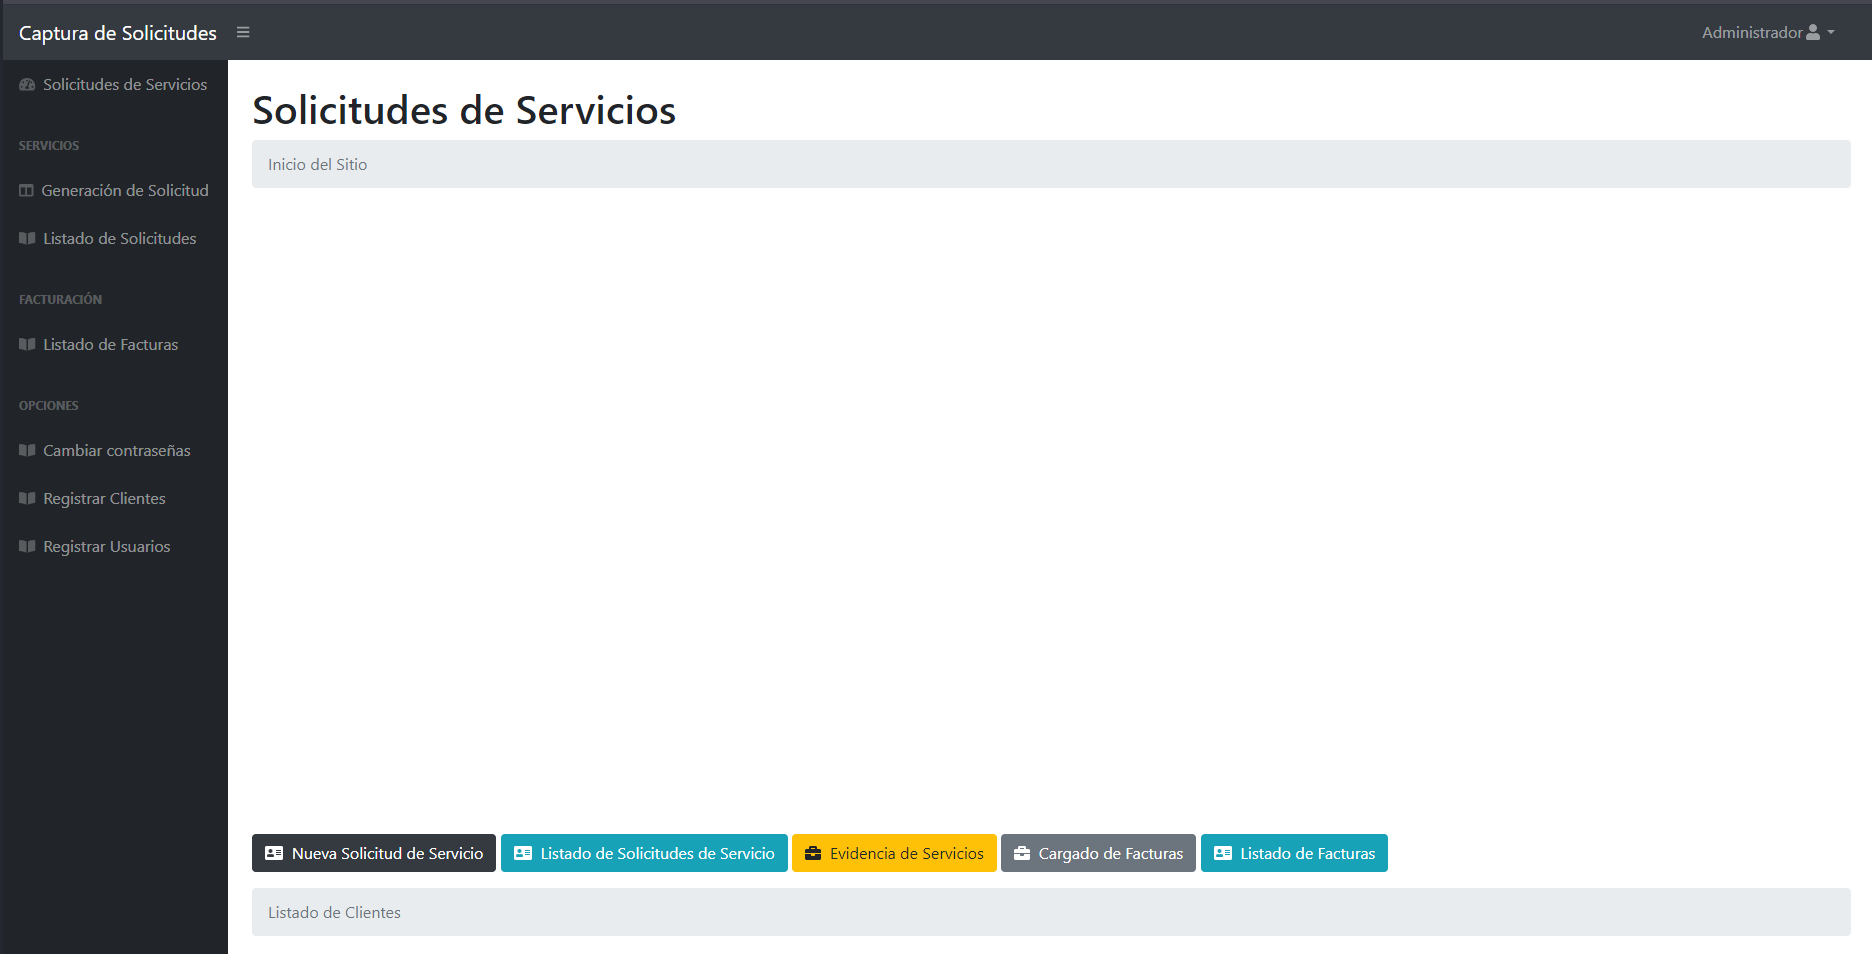 Captura de Solicitudes
Administrador
Solicitudes de Servicios
SERVICIOS
Generación de Solicitud
Listado de Solicitudes
FACTURACIÓN
Listado de Facturas
OPCIONES
Cambiar contraseñas
Registrar Clientes
Registrar Usuarios
Solicitudes de Servicios
Inicio del Sitio
Nueva Solicitud de Servicio
Listado de Solicitudes de Servicio
Evidencia de Servicios
Cargado de Facturas
Listado de Facturas
Listado de Clientes